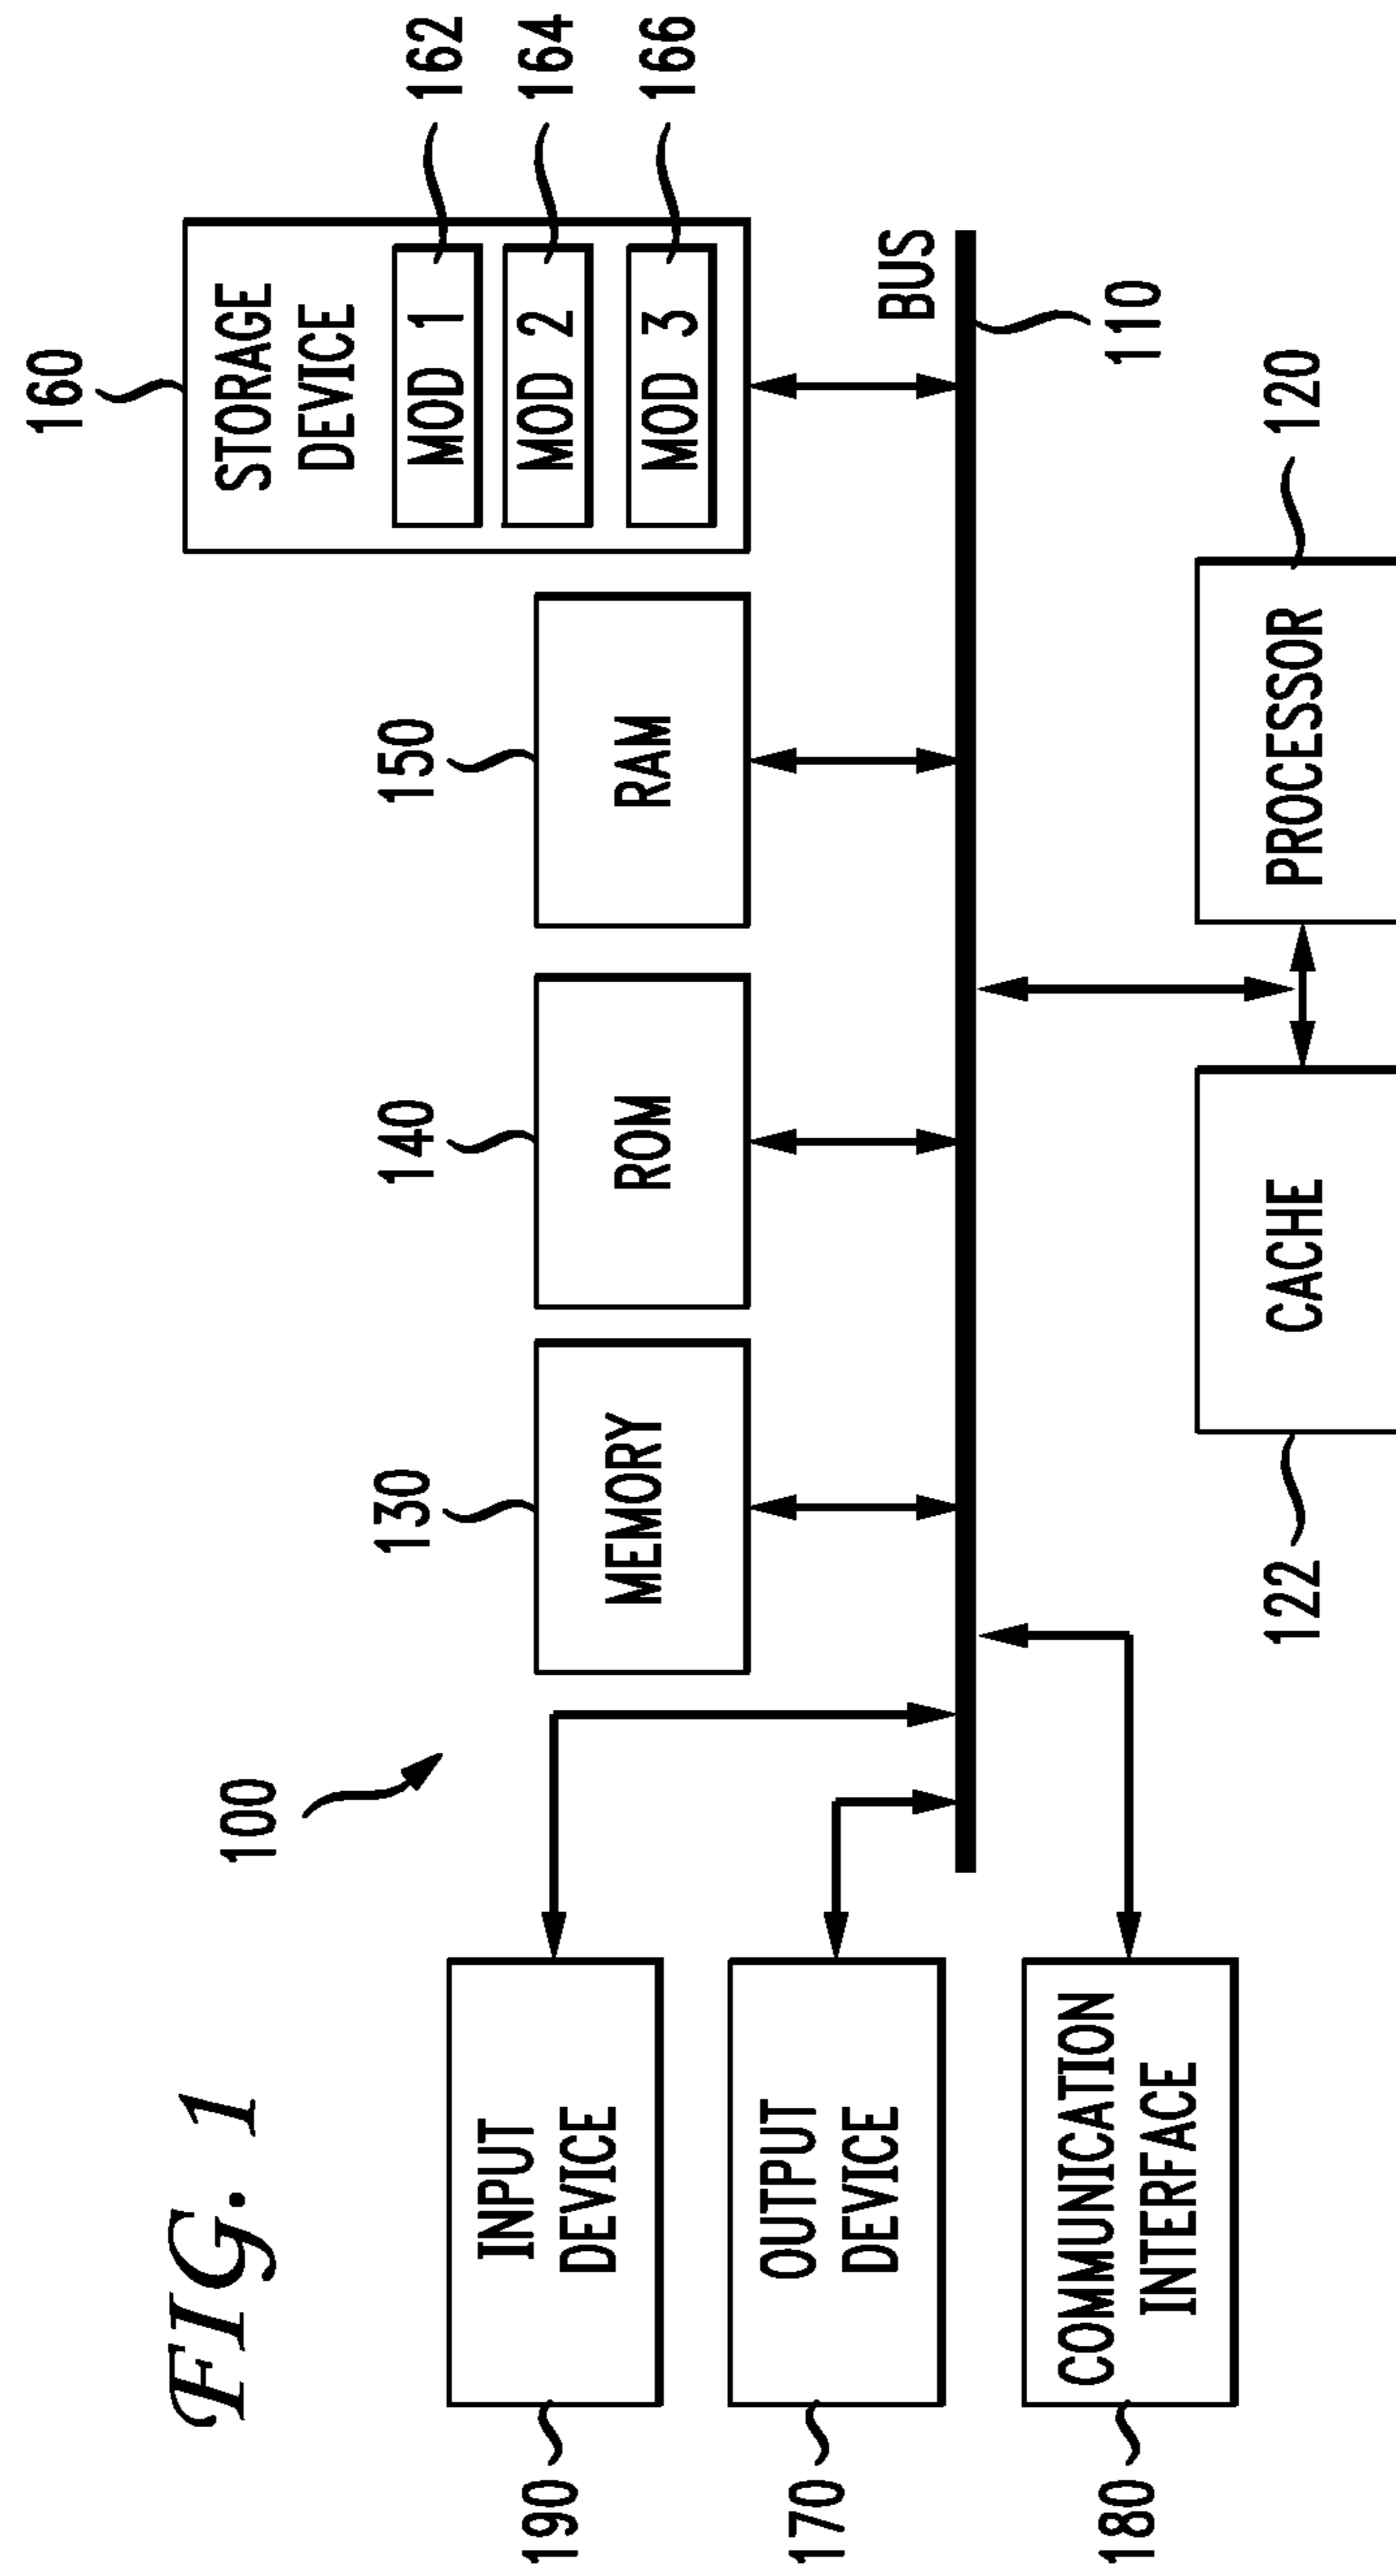 FIG. 1
100
160
STORAGE
DEVICE
MOD 1
162
MOD 2
164
MOD 3
166
130
140
150
MEMORY
ROM
RAM
190
INPUT
DEVICE
170
OUTPUT
DEVICE
180
COMMUNICATION
INTERFACE
BUS
110
122
CACHE
PROCESSOR
120